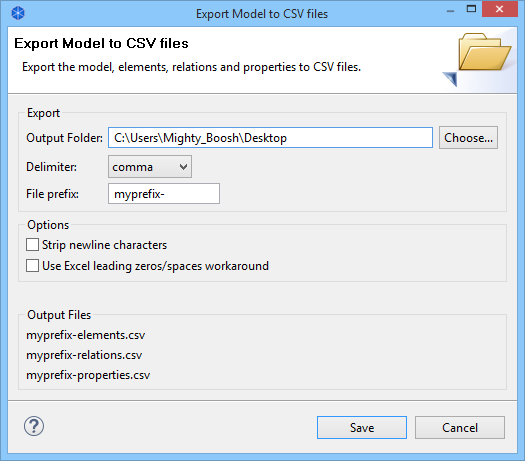 Export Model to CSV files
Export Model to CSV files
Export the model, elements, relations and properties to CSV files.
Export
Output Folder: C:\Users\Mighty_Boosh\Desktop Choose...
Delimiter: comma
File prefix: myprefix-
Options
Strip newline characters
Use Excel leading zeros/spaces workaround
Output Files
myprefix-elements.csv
myprefix-relations.csv
myprefix-properties.csv
? Save Cancel